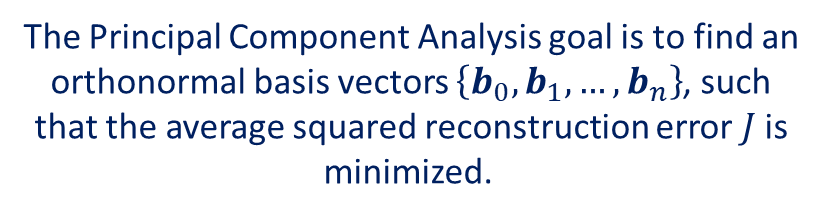 The Principal Component Analysis goal is to find an
orthonormal basis vectors {𝒃₀, 𝒃₁, … , 𝒃ₙ}, such
that the average squared reconstruction error 𝐽 is
minimized.